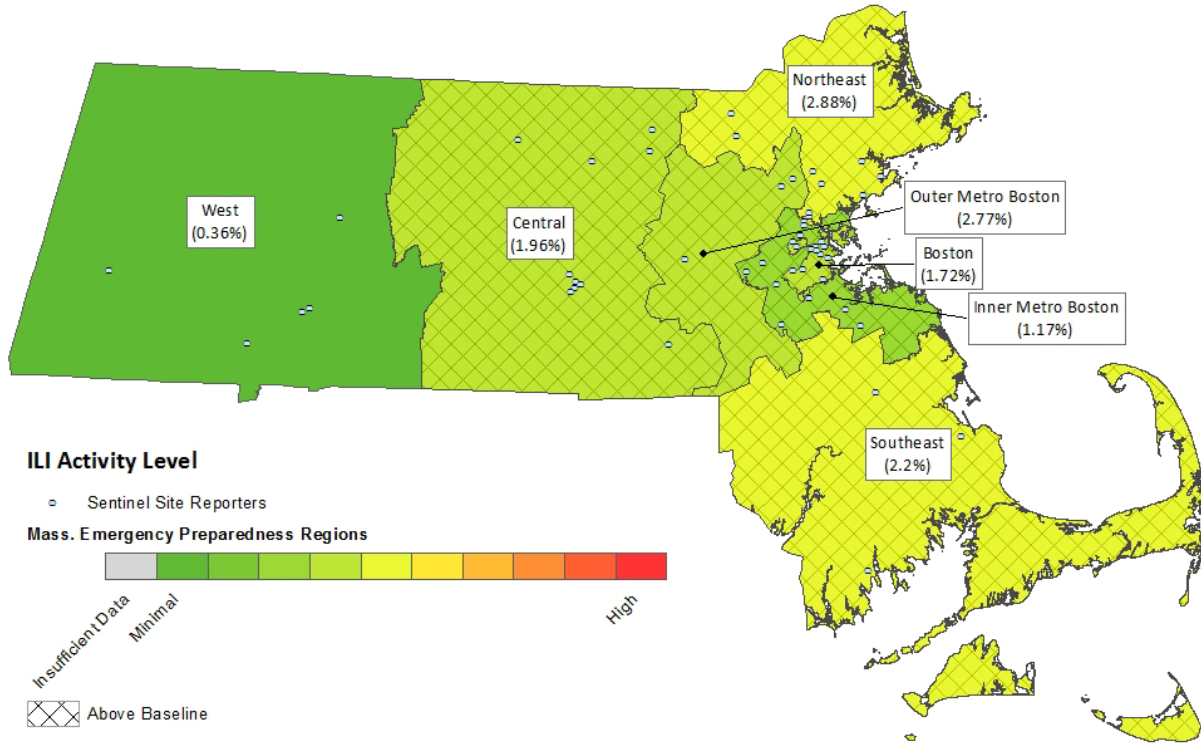 Northeast
(2.88%)
Outer Metro Boston
(2.77%)
West
(0.36%)
Central
(1.96%)
Boston
(1.72%)
Inner Metro Boston
(1.17%)
Southeast
(2.2%)
ILI Activity Level
Sentinel Site Reporters
Mass. Emergency Preparedness Regions
Insufficient Data
Minimal
High
Above Baseline